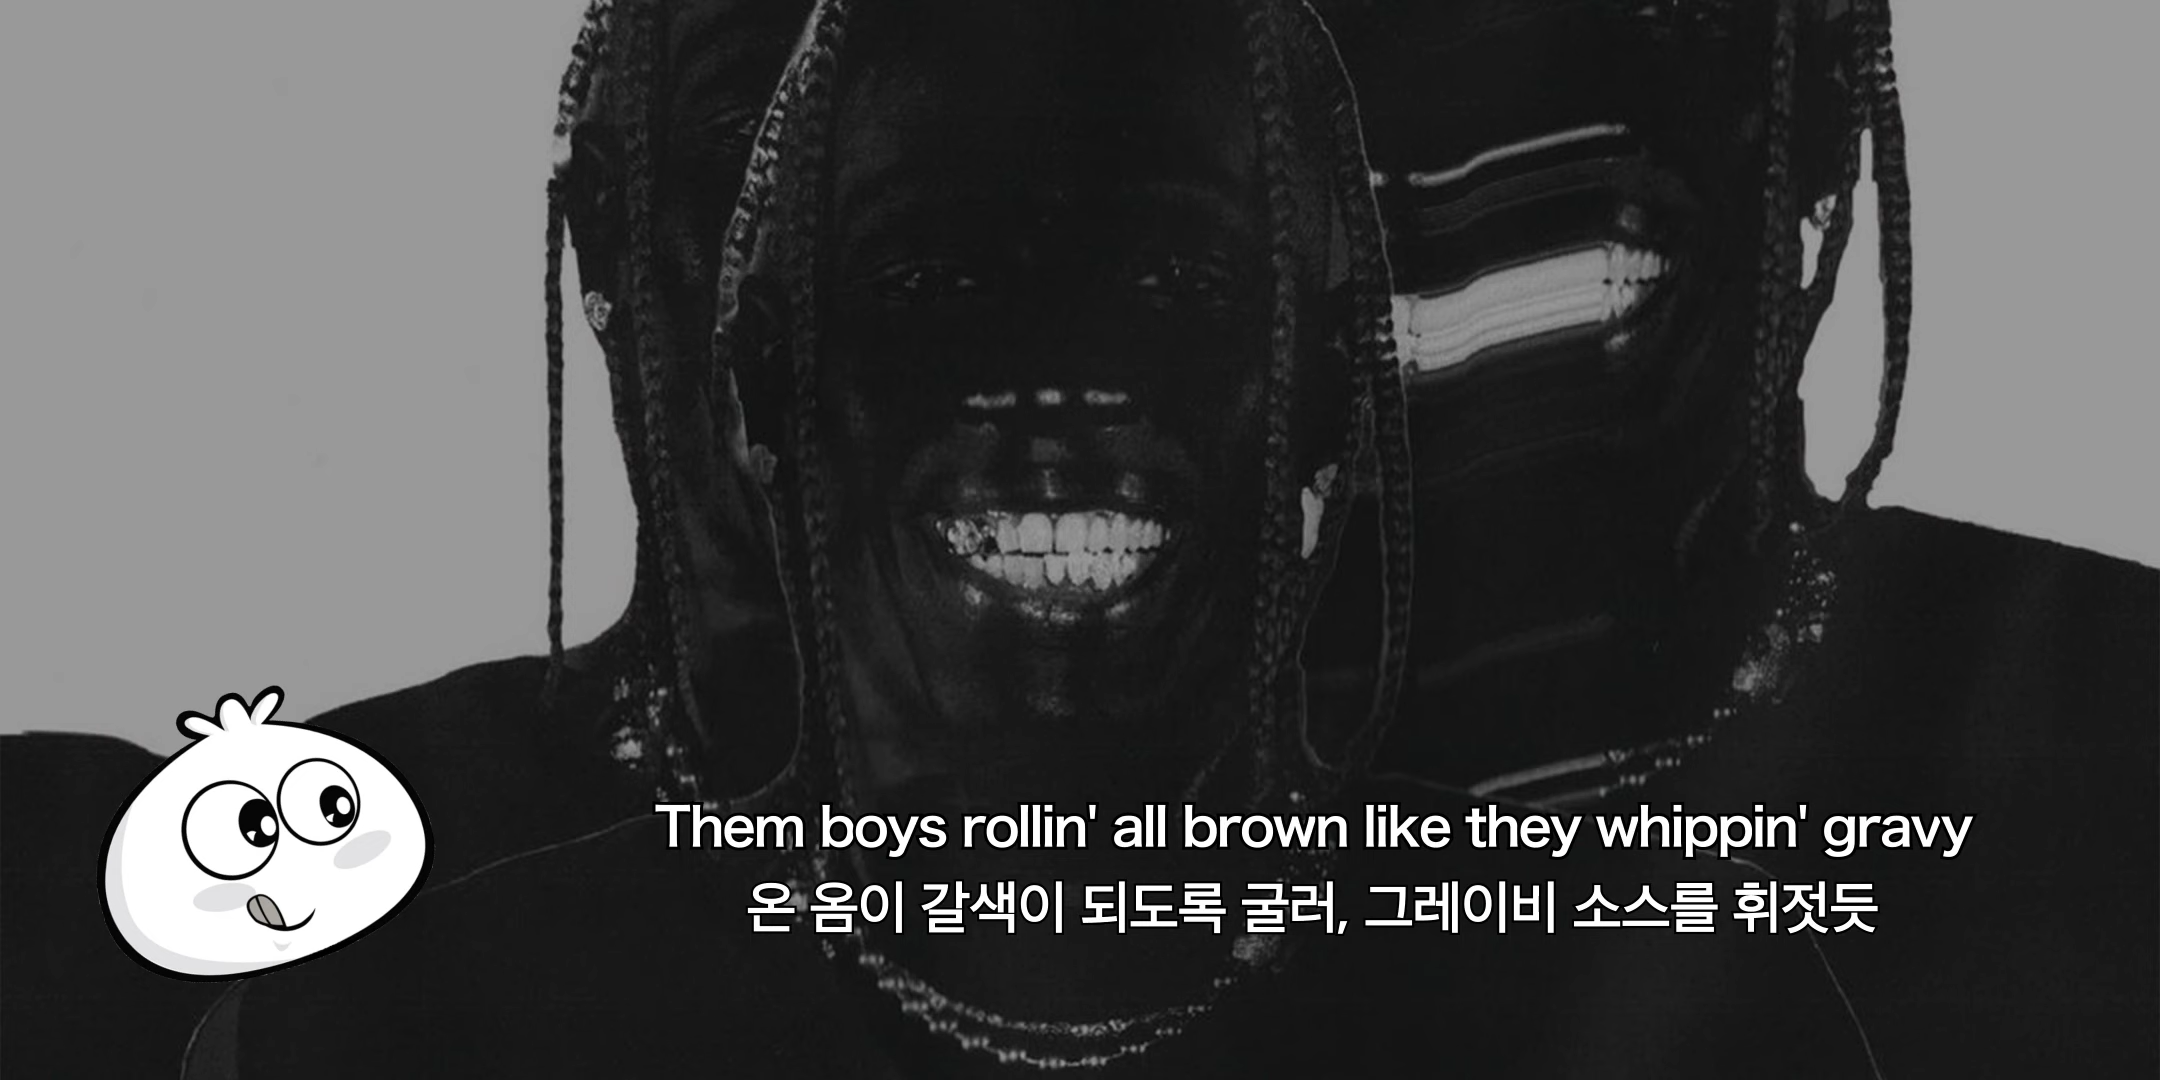 Them boys rollin' all brown like they whippin' gravy
온 옴이 갈색이 되도록 굴러, 그레이비 소스를 휘젓듯